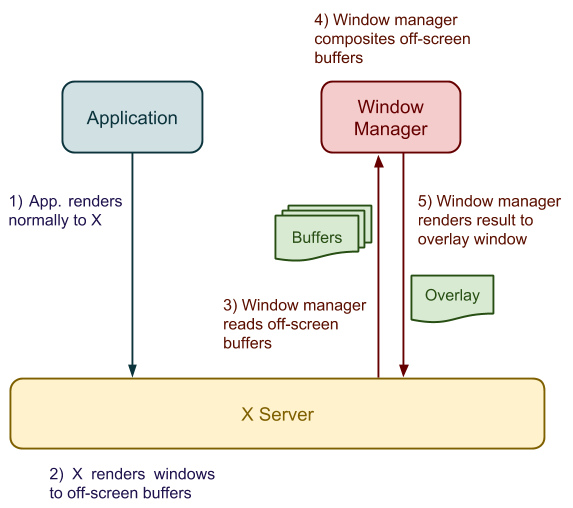 4) Window manager
composites off-screen
buffers
Application
Window
Manager
1) App. renders
normally to X
5) Window manager
renders result to
overlay window
Buffers
Overlay
3) Window manager
reads off-screen
buffers
X Server
2) X renders windows
to off-screen buffers